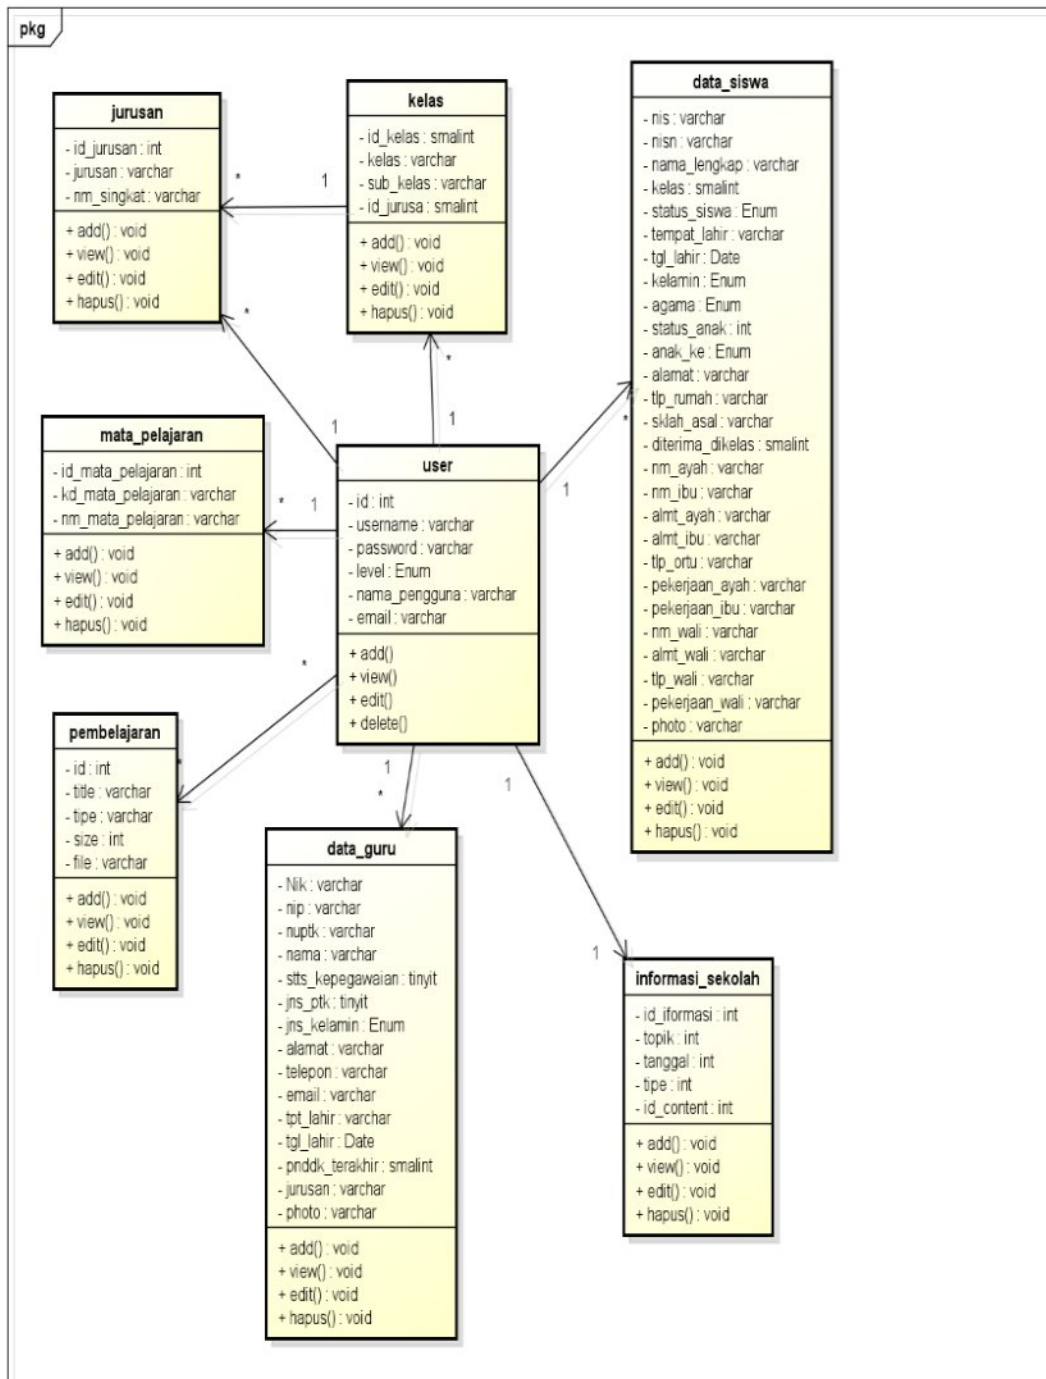 pkg
jurusan
- id_jurusan : int
- jurusan : varchar
- nm_singkat : varchar
+ add() : void
+ view() : void
+ edit() : void
+ hapus() : void
kelas
- id_kelas : smalint
- kelas : varchar
- sub_kelas : varchar
- id_jurusa : smalint
+ add() : void
+ view() : void
+ edit() : void
+ hapus() : void
* 1
* 1
* 1
data_siswa
- nis : varchar
- nisn : varchar
- nama_lengkap : varchar
- kelas : smalint
- status_siswa : Enum
- tempat_lahir : varchar
- tgl_lahir : Date
- kelamin : Enum
- agama : Enum
- status_anak : int
- anak_ke : Enum
- alamat : varchar
- tlp_rumah : varchar
- sklah_asal : varchar
- diterima_dikelas : smalint
- nm_ayah : varchar
- nm_ibu : varchar
- almt_ayah : varchar
- almt_ibu : varchar
- tlp_ortu : varchar
- pekerjaan_ayah : varchar
- pekerjaan_ibu : varchar
- nm_wali : varchar
- almt_wali : varchar
- tlp_wali : varchar
- pekerjaan_wali : varchar
- photo : varchar
+ add() : void
+ view() : void
+ edit() : void
+ hapus() : void
mata_pelajaran
- id_mata_pelajaran : int
- kd_mata_pelajaran : varchar
- nm_mata_pelajaran : varchar
+ add() : void
+ view() : void
+ edit() : void
+ hapus() : void
* 1
user
- id : int
- username : varchar
- password : varchar
- level : Enum
- nama_pengguna : varchar
- email : varchar
+ add()
+ view()
+ edit()
+ delete()
1 *
* *
pembelajaran
- id : int
- title : varchar
- tipe : varchar
- size : int
- file : varchar
+ add() : void
+ view() : void
+ edit() : void
+ hapus() : void
1 *
data_guru
- Nik : varchar
- nip : varchar
- nuptk : varchar
- nama : varchar
- stts_kepegawaian : tinyit
- jns_ptk : tinyit
- jns_kelamin : Enum
- alamat : varchar
- telepon : varchar
- email : varchar
- tpt_lahir : varchar
- tgl_lahir : Date
- pnddk_terakhir : smalint
- jurusan : varchar
- photo : varchar
+ add() : void
+ view() : void
+ edit() : void
+ hapus() : void
1 1
informasi_sekolah
- id_iformasi : int
- topik : int
- tanggal : int
- tipe : int
- id_content : int
+ add() : void
+ view() : void
+ edit() : void
+ hapus() : void